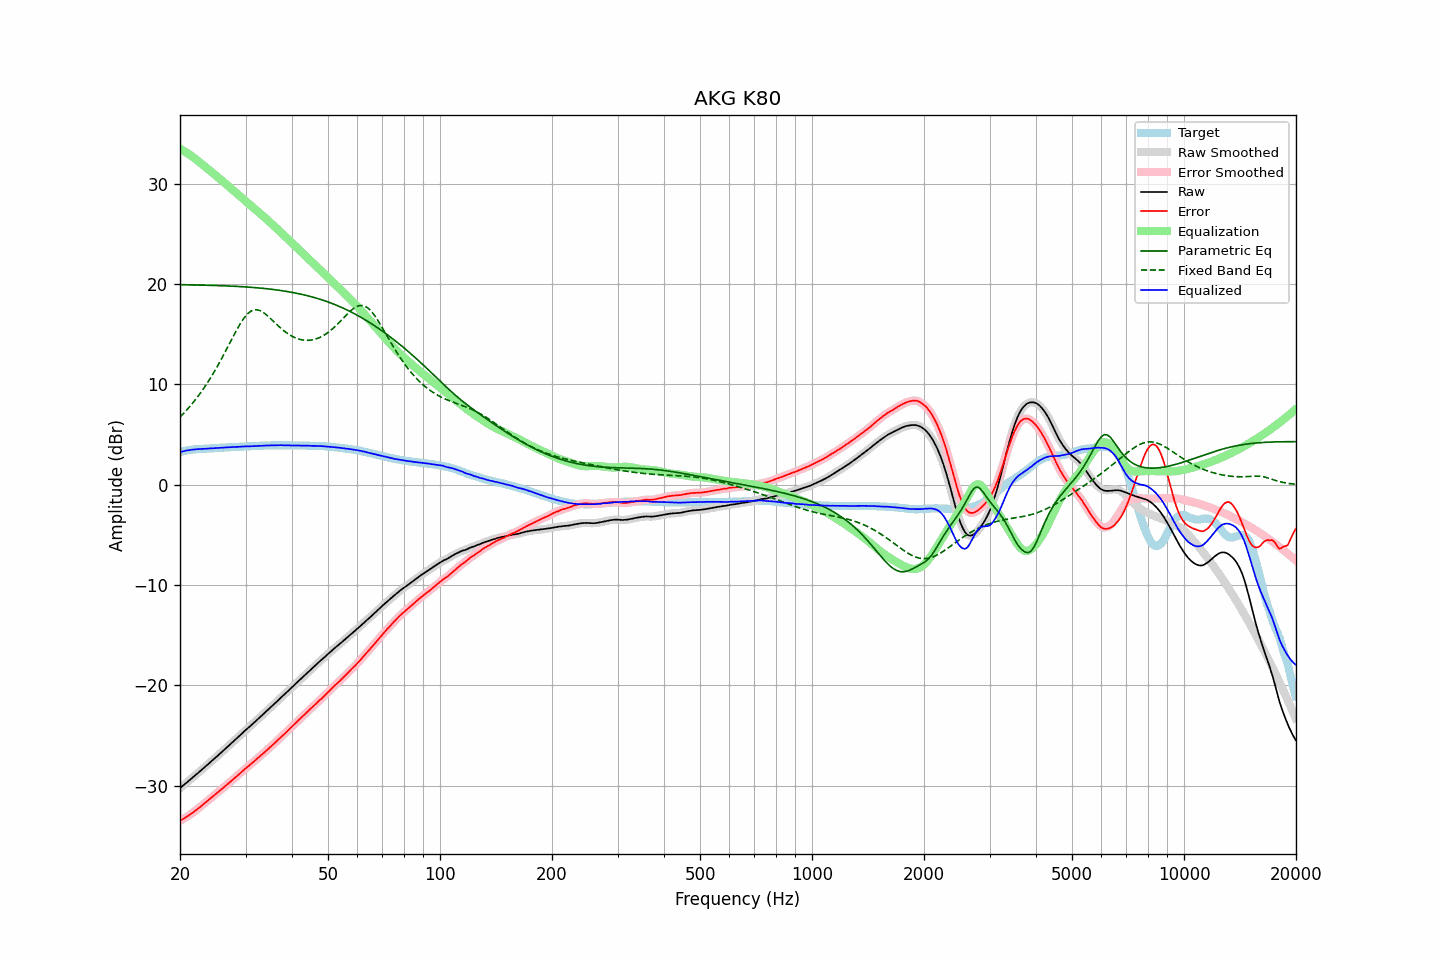 AKG K80
Amplitude (dBr)
30
20
10
0
−10
−20
−30
Target
Raw Smoothed
Error Smoothed
Raw
Error
Equalization
Parametric Eq
Fixed Band Eq
Equalized
20 50 100 200 500 1000 2000 5000 10000 20000
Frequency (Hz)